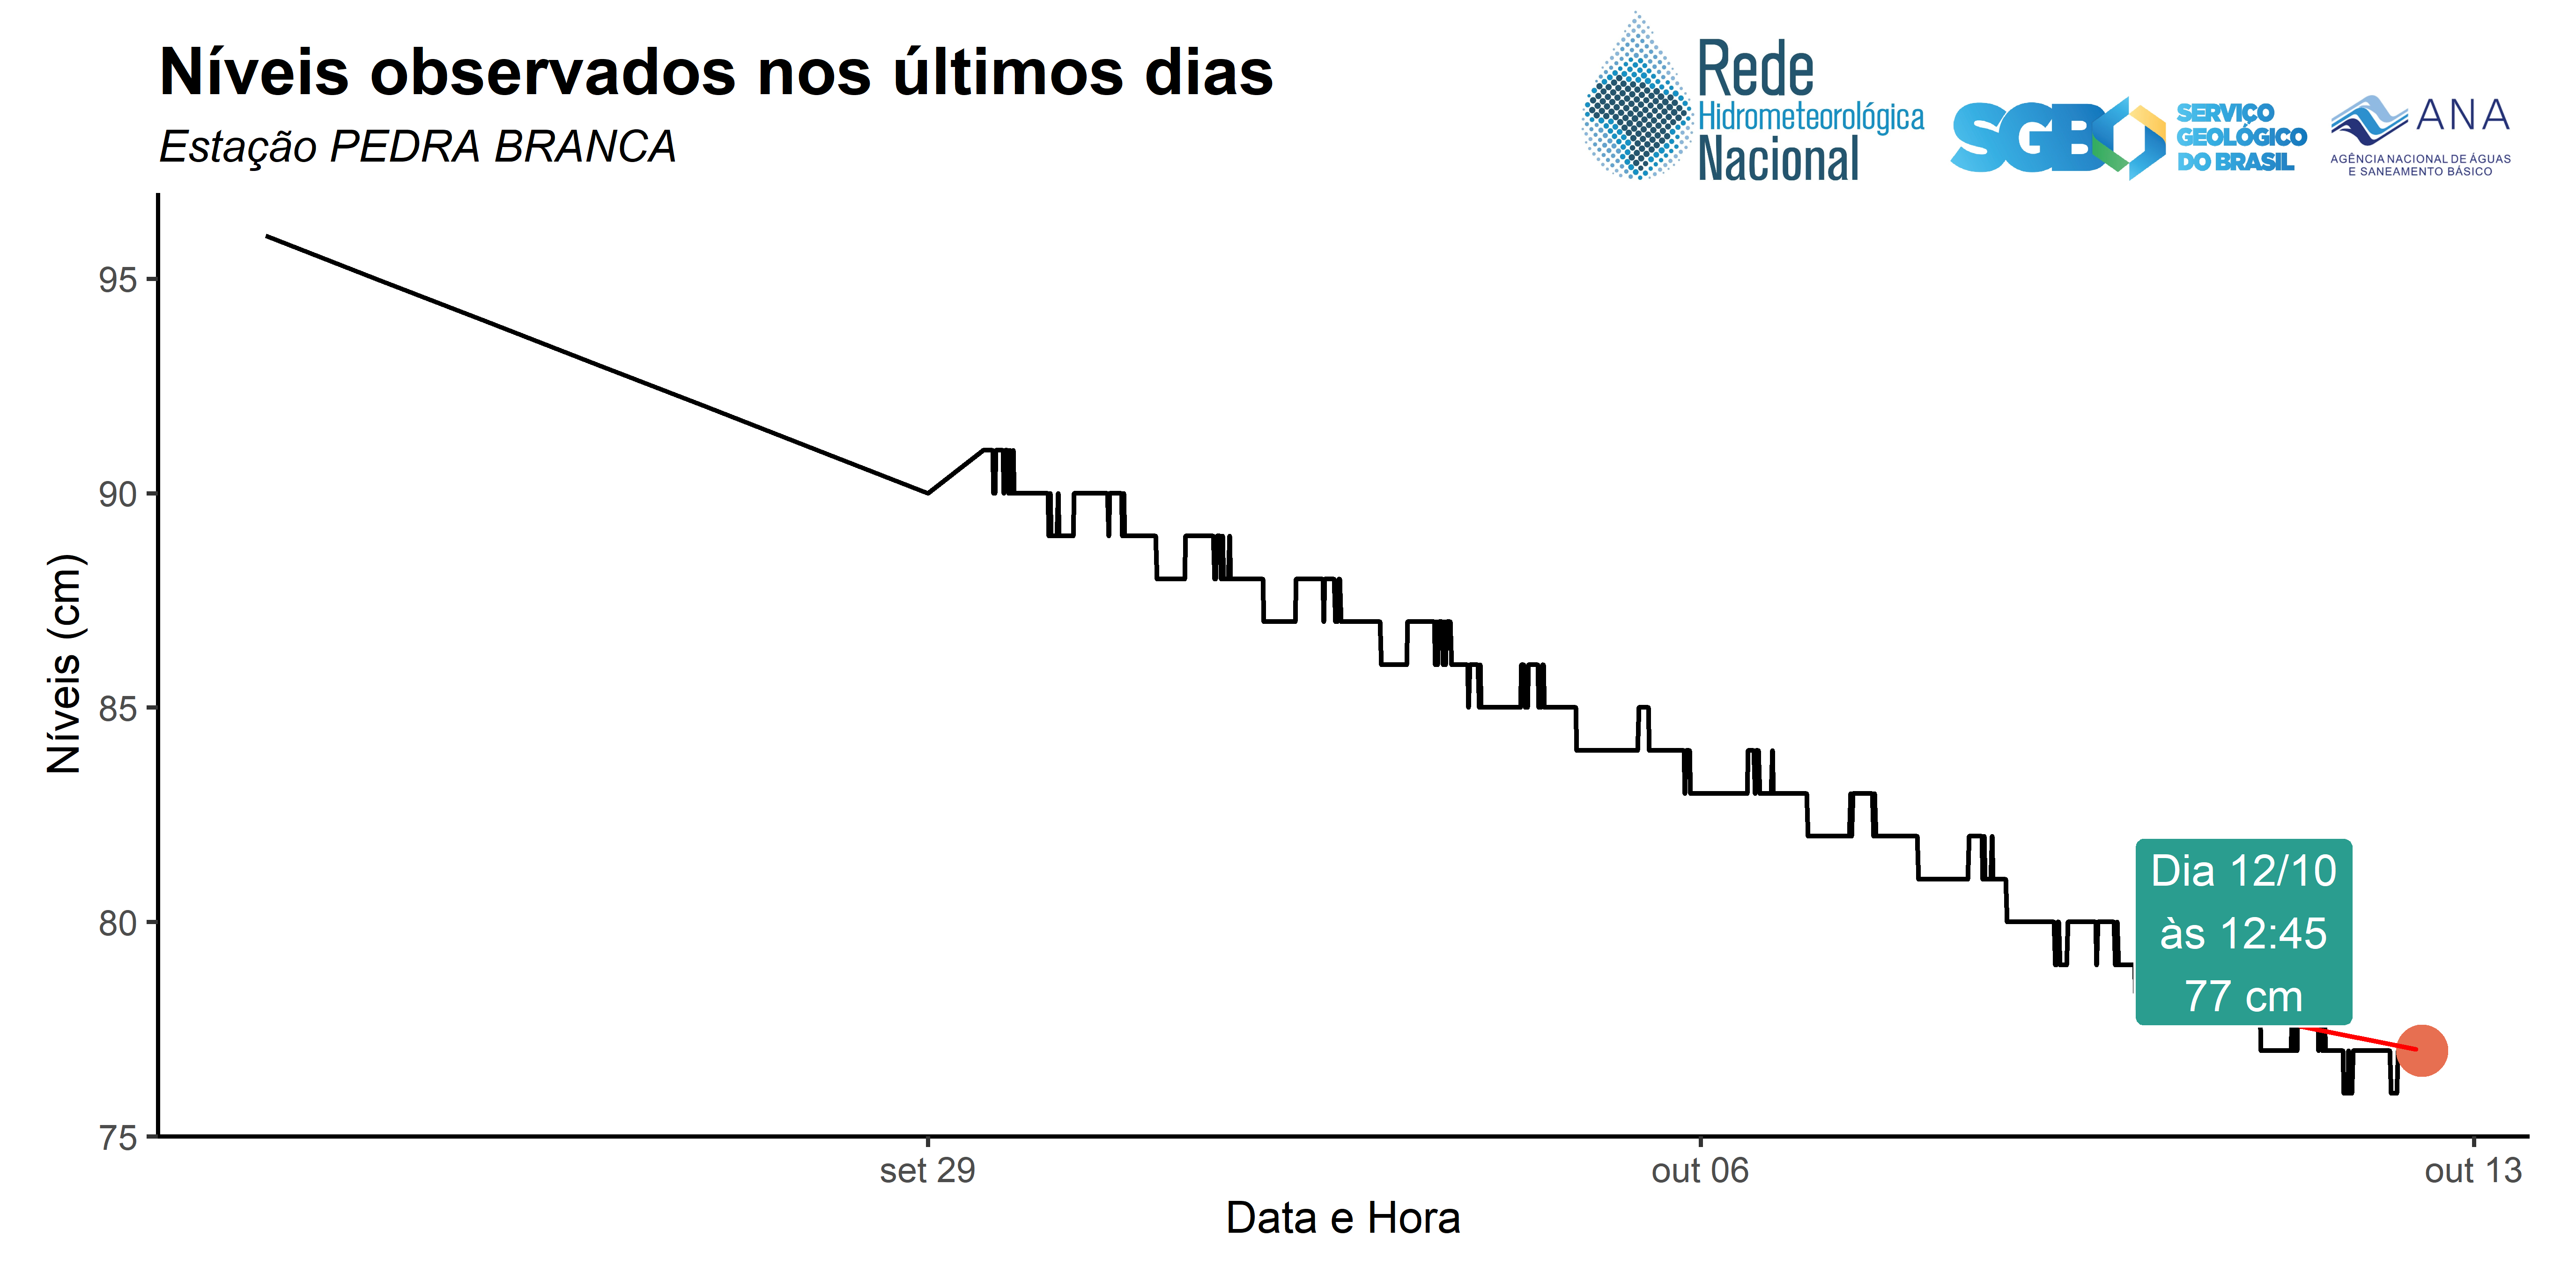 Níveis observados nos últimos dias
Estação PEDRA BRANCA
Rede
Hidrometeorológica
Nacional
SGB
SERVIÇO
GEOLÓGICO
DO BRASIL
ANA
AGÊNCIA NACIONAL DE ÁGUAS
E SANEAMENTO BÁSICO
Níveis (cm)
95
90
85
80
75
Dia 12/10
às 12:45
77 cm
set 29
out 06
out 13
Data e Hora